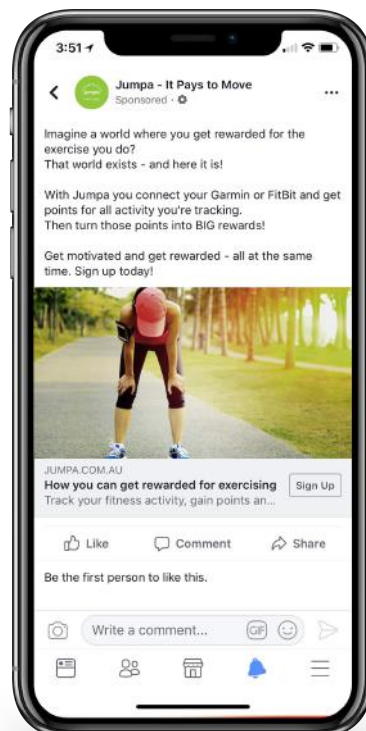 3:51
Jumpa - It Pays to Move
Sponsored ·
Imagine a world where you get rewarded for the
exercise you do?
That world exists - and here it is!
With Jumpa you connect your Garmin or FitBit and get
points for all activity you're tracking.
Then turn those points into BIG rewards!
Get motivated and get rewarded - all at the same
time. Sign up today!
JUMPA.COM.AU
How you can get rewarded for exercising
Sign Up
Track your fitness activity, gain points an...
Like
Comment
Share
Be the first person to like this.
Write a comment...
GIF